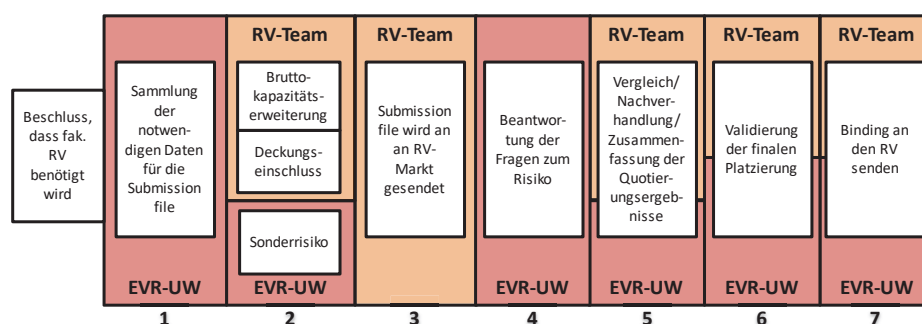 Beschluss,
dass fak.
RV
benötigt
wird
Sammlung
der
notwen-
digen Daten
für die
Submission
file
EVR-UW
1
RV-Team
Brutto-
kapazitäts-
erweiterung
Deckungs-
einschluss
Sonderrisiko
EVR-UW
2
RV-Team
Submission
file wird an
an RV-
Markt
gesendet
3
Beantwor-
tung der
Fragen zum
Risiko
EVR-UW
4
RV-Team
Vergleich/
Nachver-
handlung/
Zusammen-
fassung der
Quotier-
ungsergeb-
nisse
EVR-UW
5
RV-Team
Validierung
der finalen
Platzierung
EVR-UW
6
RV-Team
Binding an
den RV
senden
EVR-UW
7